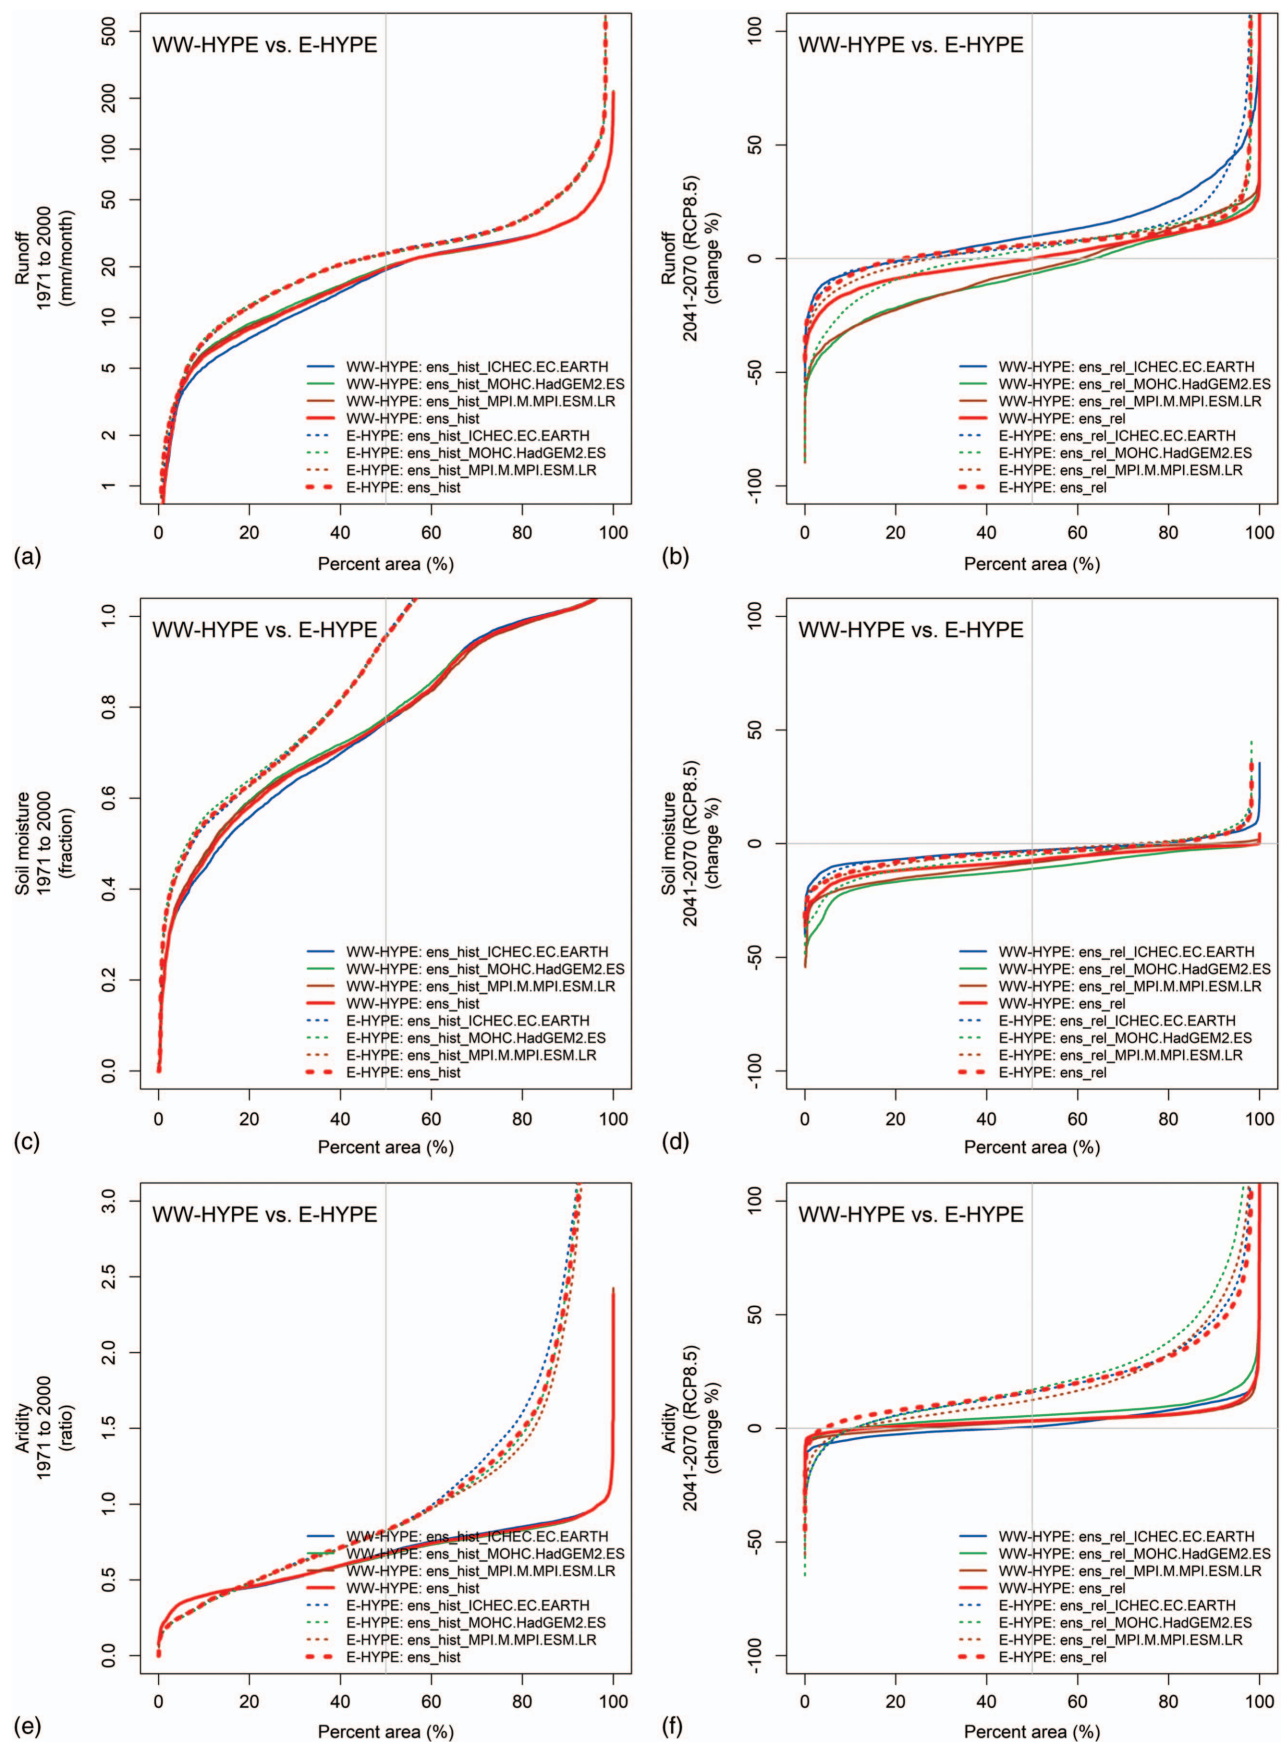 WW-HYPE vs. E-HYPE
Runoff
1971 to 2000
(mm/month)
500
200
100
50
20
10
5
2
1
WW-HYPE: ens_hist_ICHEC.EC.EARTH
WW-HYPE: ens_hist_MOHC.HadGEM2.ES
WW-HYPE: ens_hist_MPI.M.MPI.ESM.LR
WW-HYPE: ens_hist
E-HYPE: ens_hist_ICHEC.EC.EARTH
E-HYPE: ens_hist_MOHC.HadGEM2.ES
E-HYPE: ens_hist_MPI.M.MPI.ESM.LR
E-HYPE: ens_hist
0 20 40 60 80 100
Percent area (%)
(a)
WW-HYPE vs. E-HYPE
Runoff
2041-2070 (RCP8.5)
(change %)
100
50
0
-50
-100
WW-HYPE: ens_rel_ICHEC.EC.EARTH
WW-HYPE: ens_rel_MOHC.HadGEM2.ES
WW-HYPE: ens_rel_MPI.M.MPI.ESM.LR
WW-HYPE: ens_rel
E-HYPE: ens_rel_ICHEC.EC.EARTH
E-HYPE: ens_rel_MOHC.HadGEM2.ES
E-HYPE: ens_rel_MPI.M.MPI.ESM.LR
E-HYPE: ens_rel
0 20 40 60 80 100
Percent area (%)
(b)
WW-HYPE vs. E-HYPE
Soil moisture
1971 to 2000
(fraction)
1.0
0.8
0.6
0.4
0.2
0.0
WW-HYPE: ens_hist_ICHEC.EC.EARTH
WW-HYPE: ens_hist_MOHC.HadGEM2.ES
WW-HYPE: ens_hist_MPI.M.MPI.ESM.LR
WW-HYPE: ens_hist
E-HYPE: ens_hist_ICHEC.EC.EARTH
E-HYPE: ens_hist_MOHC.HadGEM2.ES
E-HYPE: ens_hist_MPI.M.MPI.ESM.LR
E-HYPE: ens_hist
0 20 40 60 80 100
Percent area (%)
(c)
WW-HYPE vs. E-HYPE
Soil moisture
2041-2070 (RCP8.5)
(change %)
100
50
0
-50
-100
WW-HYPE: ens_rel_ICHEC.EC.EARTH
WW-HYPE: ens_rel_MOHC.HadGEM2.ES
WW-HYPE: ens_rel_MPI.M.MPI.ESM.LR
WW-HYPE: ens_rel
E-HYPE: ens_rel_ICHEC.EC.EARTH
E-HYPE: ens_rel_MOHC.HadGEM2.ES
E-HYPE: ens_rel_MPI.M.MPI.ESM.LR
E-HYPE: ens_rel
0 20 40 60 80 100
Percent area (%)
(d)
WW-HYPE vs. E-HYPE
Aridity
1971 to 2000
(ratio)
3.0
2.5
2.0
1.5
1.0
0.5
0.0
WW-HYPE: ens_hist_ICHEC.EC.EARTH
WW-HYPE: ens_hist_MOHC.HadGEM2.ES
WW-HYPE: ens_hist_MPI.M.MPI.ESM.LR
WW-HYPE: ens_hist
E-HYPE: ens_hist_ICHEC.EC.EARTH
E-HYPE: ens_hist_MOHC.HadGEM2.ES
E-HYPE: ens_hist_MPI.M.MPI.ESM.LR
E-HYPE: ens_hist
0 20 40 60 80 100
Percent area (%)
(e)
WW-HYPE vs. E-HYPE
Aridity
2041-2070 (RCP8.5)
(change %)
100
50
0
-50
-100
WW-HYPE: ens_rel_ICHEC.EC.EARTH
WW-HYPE: ens_rel_MOHC.HadGEM2.ES
WW-HYPE: ens_rel_MPI.M.MPI.ESM.LR
WW-HYPE: ens_rel
E-HYPE: ens_rel_ICHEC.EC.EARTH
E-HYPE: ens_rel_MOHC.HadGEM2.ES
E-HYPE: ens_rel_MPI.M.MPI.ESM.LR
E-HYPE: ens_rel
0 20 40 60 80 100
Percent area (%)
(f)